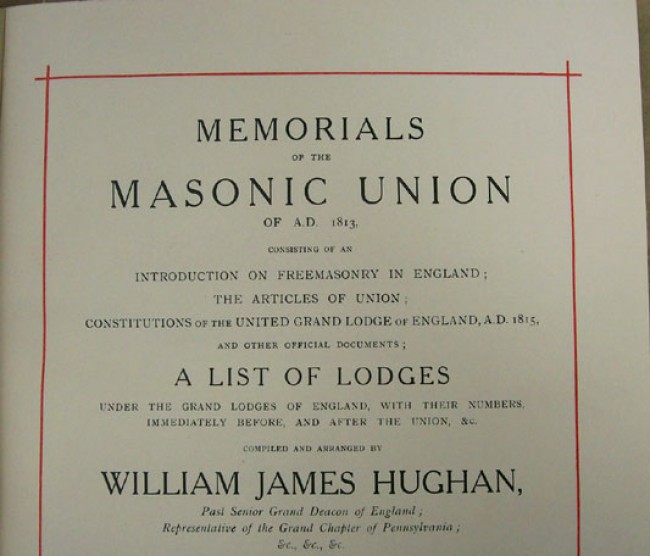 MEMORIALS
OF THE
MASONIC UNION
OF A.D. 1813,
CONSISTING OF AN
INTRODUCTION ON FREEMASONRY IN ENGLAND;
THE ARTICLES OF UNION;
CONSTITUTIONS OF THE UNITED GRAND LODGE OF ENGLAND, A.D. 1815,
AND OTHER OFFICIAL DOCUMENTS;
A LIST OF LODGES
UNDER THE GRAND LODGES OF ENGLAND, WITH THEIR NUMBERS,
IMMEDIATELY BEFORE, AND AFTER THE UNION, &c.
COMPILED AND ARRANGED BY
WILLIAM JAMES HUGHAN,
Past Senior Grand Deacon of England;
Representative of the Grand Chapter of Pennsylvania;
&c., &c., &c.